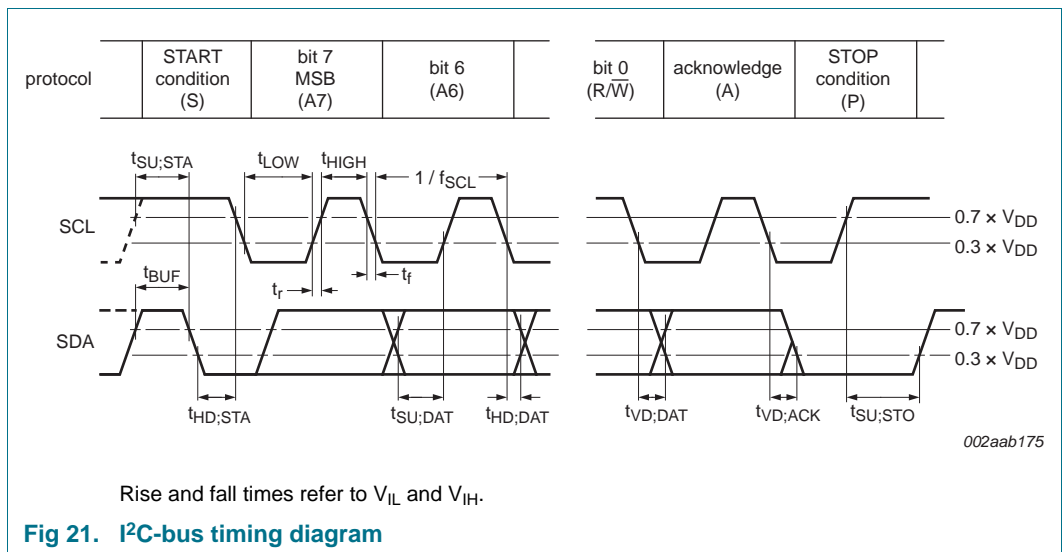 protocol
START
condition
(S)
bit 7
MSB
(A7)
bit 6
(A6)
bit 0
(R/W̅)
acknowledge
(A)
STOP
condition
(P)
tSU;STA
tLOW
tHIGH
1 / fSCL
SCL
0.7 × VDD
0.3 × VDD
tBUF
tr
tf
SDA
0.7 × VDD
0.3 × VDD
tHD;STA
tSU;DAT
tHD;DAT
tVD;DAT
tVD;ACK
tSU;STO
002aab175
Rise and fall times refer to VIL and VIH.
Fig 21. I²C-bus timing diagram